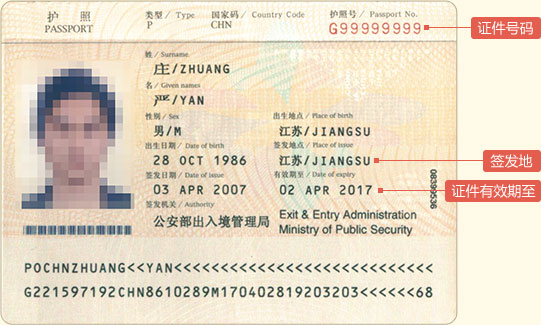 护 照
PASSPORT
类型 / Type
P
国家码 / Country Code
CHN
护照号 / Passport No.
G99999999
证件号码
姓 / Surname
庄/ZHUANG
名 / Given names
严/YAN
性别 / Sex
男/M
出生地点 / Place of birth
江苏/JIANGSU
出生日期 / Date of birth
28 OCT 1986
签发地点 / Place of issue
江苏/JIANGSU
签发地
签发日期 / Date of issue
03 APR 2007
有效期至 / Date of expiry
02 APR 2017
证件有效期至
签发机关 / Authority
公安部出入境管理局
Exit & Entry Administration
Ministry of Public Security
08399636
POCHNZHUANG<<YAN<<<<<<<<<<<<<<<<<<<<<<<<<<<<
G221597192CHN8610289M170402819203203<<<<<<68